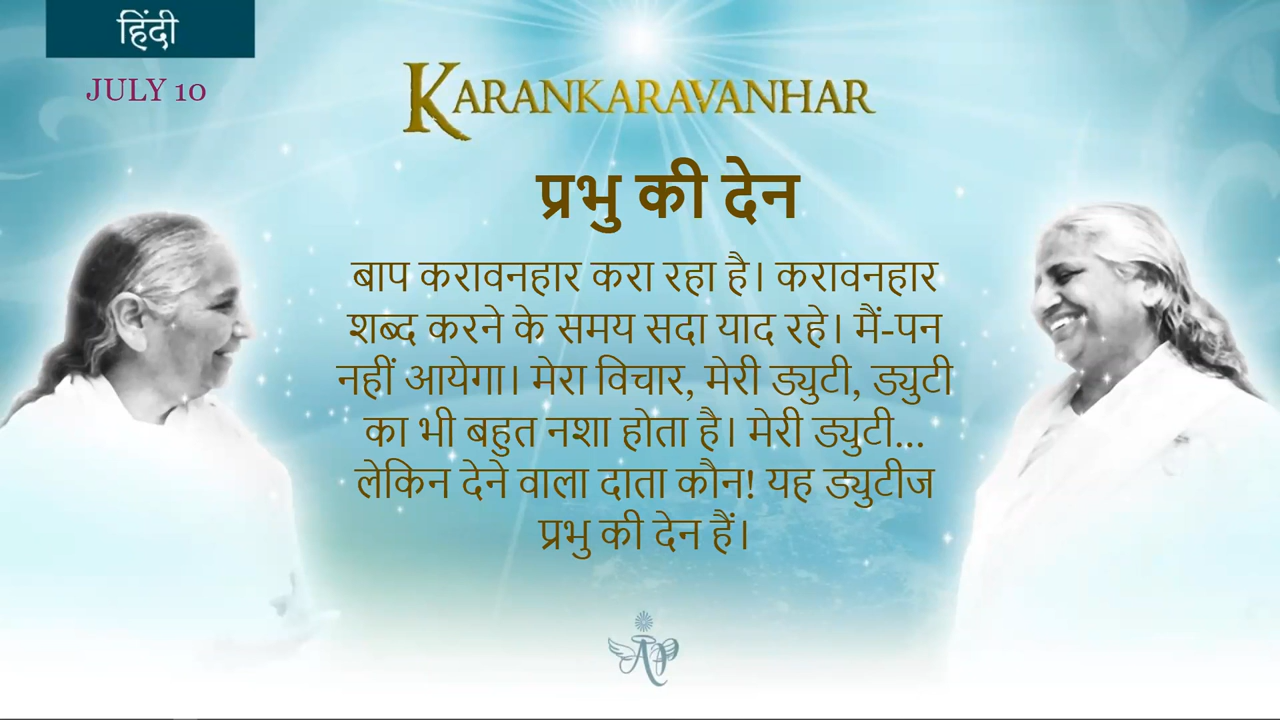 हिंदी
JULY 10
KARANKARAVANHAR
प्रभु की देन
बाप करावनहार करा रहा है। करावनहार
शब्द करने के समय सदा याद रहे। मैं-पन
नहीं आयेगा। मेरा विचार, मेरी ड्युटी, ड्युटी
का भी बहुत नशा होता है। मेरी ड्युटी...
लेकिन देने वाला दाता कौन! यह ड्युटीज
प्रभु की देन हैं।